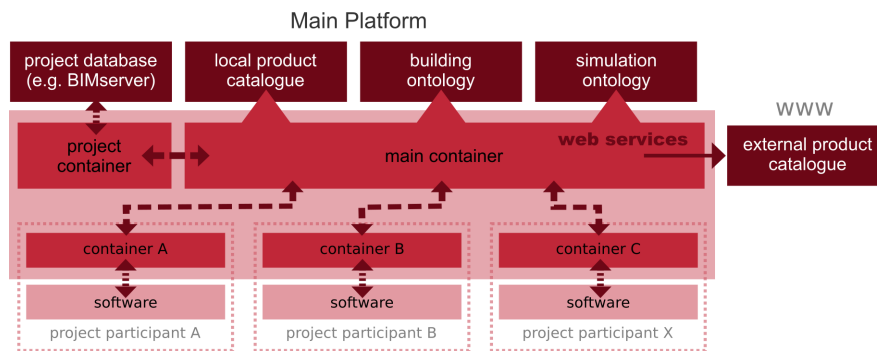 Main Platform
project database
(e.g. BIMserver)
local product
catalogue
building
ontology
simulation
ontology
www
project
container
main container
web services
external product
catalogue
container A
container B
container C
software
software
software
project participant A
project participant B
project participant X